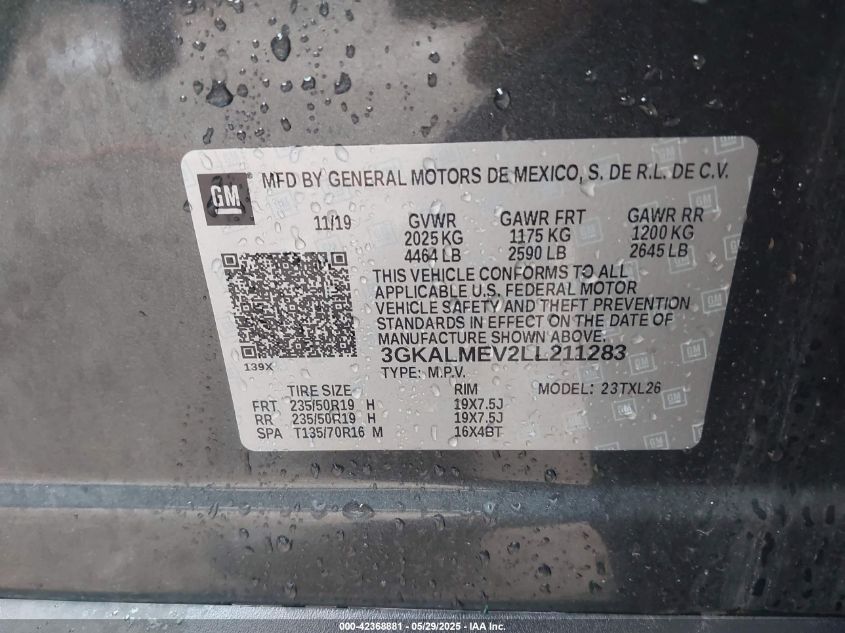 GM
MFD BY GENERAL MOTORS DE MEXICO, S. DE R.L. DE C.V.
11/19 GVWR GAWR FRT GAWR RR
2025 KG 1175 KG 1200 KG
4464 LB 2590 LB 2645 LB
THIS VEHICLE CONFORMS TO ALL
APPLICABLE U.S. FEDERAL MOTOR
VEHICLE SAFETY AND THEFT PREVENTION
STANDARDS IN EFFECT ON THE DATE OF
MANUFACTURE SHOWN ABOVE.
139X
3GKALMEV2LL211283
TYPE: M.P.V.
TIRE SIZE RIM MODEL: 23TXL26
FRT 235/50R19 H 19X7.5J
RR 235/50R19 H 19X7.5J
SPA T135/70R16 M 16X4BT
000-42368881 - 05/29/2025 - IAA Inc.